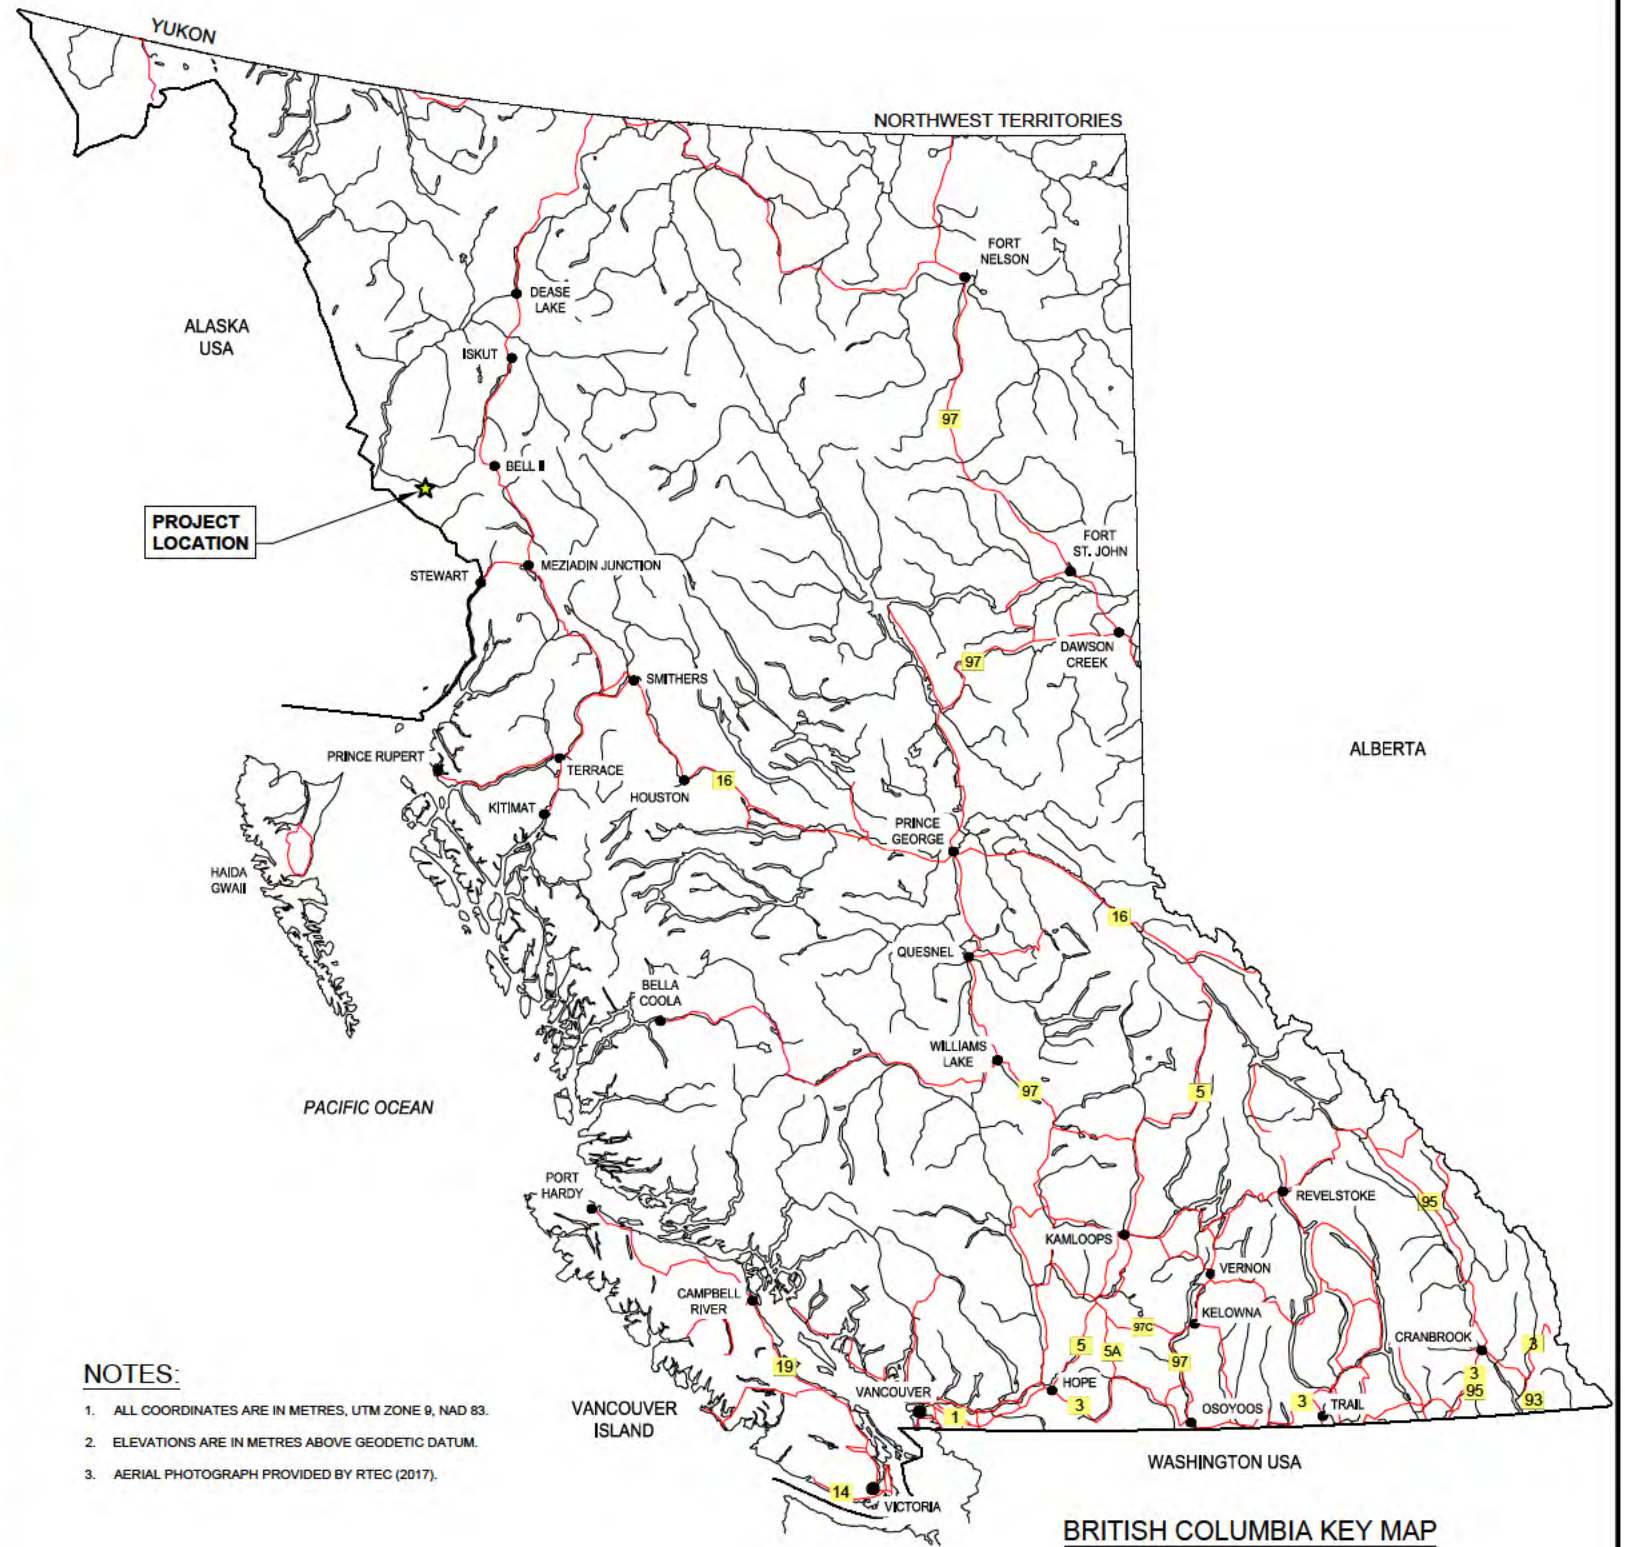 YUKON
NORTHWEST TERRITORIES
FORT
NELSON
DEASE
LAKE
ALASKA
USA
ISKUT
97
BELL II
PROJECT
LOCATION
FORT
ST. JOHN
MEZIADIN JUNCTION
STEWART
DAWSON
CREEK
97
SMITHERS
ALBERTA
PRINCE RUPERT
TERRACE
16
HOUSTON
KITIMAT
PRINCE
GEORGE
HAIDA
GWAII
16
QUESNEL
BELLA
COOLA
WILLIAMS
LAKE
97
5
PACIFIC OCEAN
PORT
HARDY
REVELSTOKE
95
KAMLOOPS
VERNON
CAMPBELL
RIVER
KELOWNA
97C
CRANBROOK
3
5
5A
19
97
3
95
HOPE
VANCOUVER
3
1
OSOYOOS
3
TRAIL
93
VANCOUVER
ISLAND
WASHINGTON USA
14
VICTORIA
NOTES:
1. ALL COORDINATES ARE IN METRES, UTM ZONE 9, NAD 83.
2. ELEVATIONS ARE IN METRES ABOVE GEODETIC DATUM.
3. AERIAL PHOTOGRAPH PROVIDED BY RTEC (2017).
BRITISH COLUMBIA KEY MAP